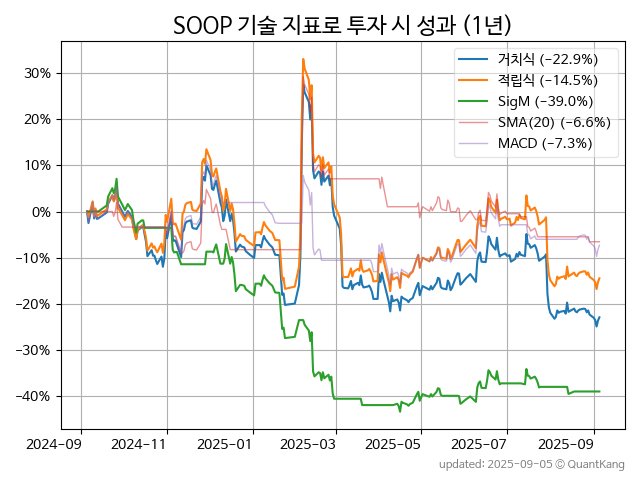 SOOP 기술 지표로 투자 시 성과 (1년)
거치식 (−22.9%)
적립식 (−14.5%)
SigM (−39.0%)
SMA(20) (−6.6%)
MACD (−7.3%)
30%
20%
10%
0%
−10%
−20%
−30%
−40%
2024-09
2024-11
2025-01
2025-03
2025-05
2025-07
2025-09
updated: 2025-09-05 © QuantKang